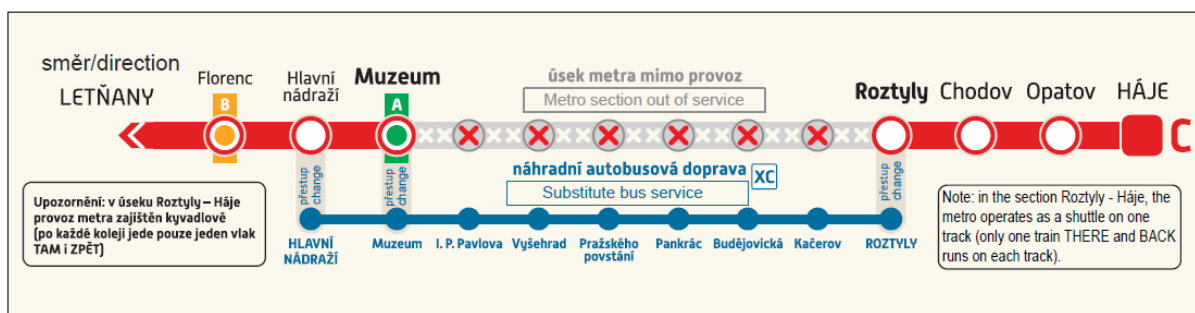 směr/direction
LETŇANY
Florenc
B
Hlavní
nádraží
Muzeum
A
úsek metra mimo provoz
Metro section out of service
Roztyly
Chodov
Opatov
HÁJE
C
přestup
change
přestup
change
náhradní autobusová doprava XC
Substitute bus service
přestup
change
Upozornění: v úseku Roztyly – Háje
provoz metra zajištěn kyvadlově
(po každé koleji jede pouze jeden vlak
TAM i ZPĚT)
HLAVNÍ
NÁDRAŽÍ
Muzeum
I. P. Pavlova
Vyšehrad
Pražského
povstání
Pankrác
Budějovická
Kačerov
ROZTYLY
Note: in the section Roztyly - Háje, the
metro operates as a shuttle on one
track (only one train THERE and BACK
runs on each track).